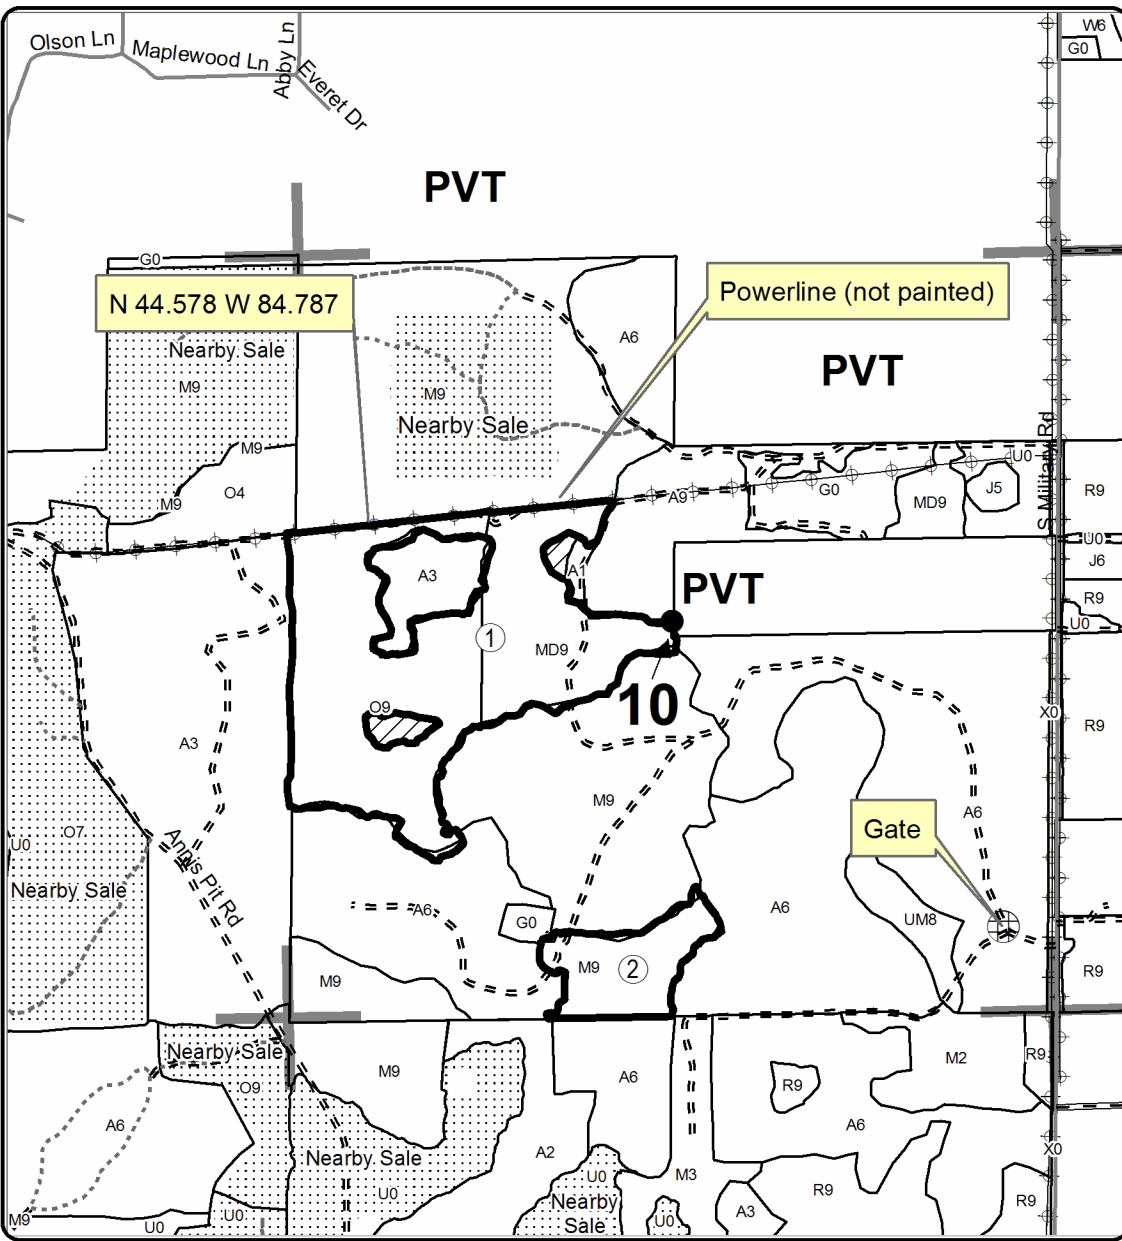 Olson Ln
Maplewood Ln
Abby Ln
Everet Dr
W6
G0
PVT
G0
N 44.578 W 84.787
Powerline (not painted)
Nearby Sale
M9
A6
PVT
M9
Nearby Sale
S Military Rd
M9
O4
M9
A9
G0
MD9
J5
U0
R9
U0
J6
R9
U0
A3
A1
PVT
1
MD9
10
O9
A3
X0
R9
M9
A6
Gate
O7
U0
Annis Pit Rd
Nearby Sale
A6
G0
A6
UM8
M9
M9
2
R9
Nearby Sale
O9
M9
A6
R9
M2
R9
A6
A6
Nearby Sale
U0
A2
U0
Nearby
Sale
M3
U0
A3
R9
X0
R9
M9
U0
U0